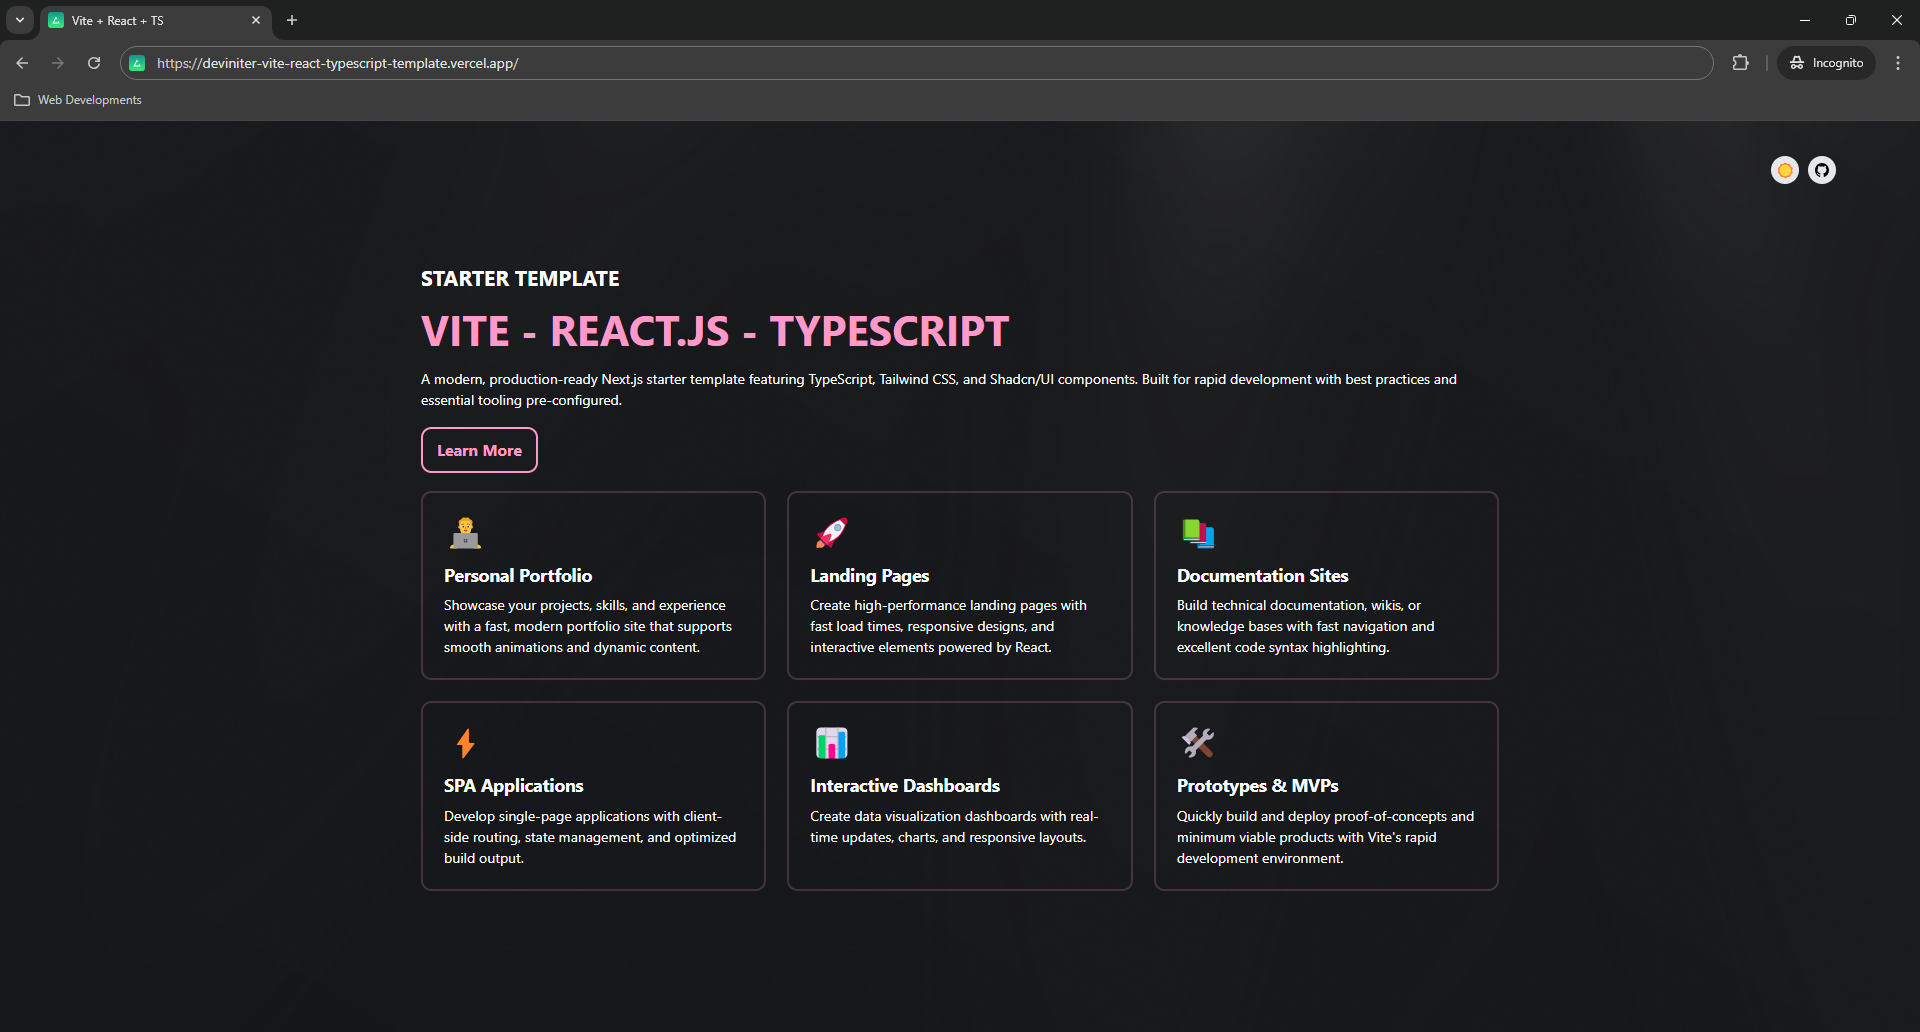 Vite + React + TS
https://deviniter-vite-react-typescript-template.vercel.app/
Incognito
Web Developments
STARTER TEMPLATE
VITE - REACT.JS - TYPESCRIPT
A modern, production-ready Next.js starter template featuring TypeScript, Tailwind CSS, and Shadcn/UI components. Built for rapid development with best practices and
essential tooling pre-configured.
Learn More
Personal Portfolio
Showcase your projects, skills, and experience
with a fast, modern portfolio site that supports
smooth animations and dynamic content.
Landing Pages
Create high-performance landing pages with
fast load times, responsive designs, and
interactive elements powered by React.
Documentation Sites
Build technical documentation, wikis, or
knowledge bases with fast navigation and
excellent code syntax highlighting.
SPA Applications
Develop single-page applications with client-
side routing, state management, and optimized
build output.
Interactive Dashboards
Create data visualization dashboards with real-
time updates, charts, and responsive layouts.
Prototypes & MVPs
Quickly build and deploy proof-of-concepts and
minimum viable products with Vite's rapid
development environment.